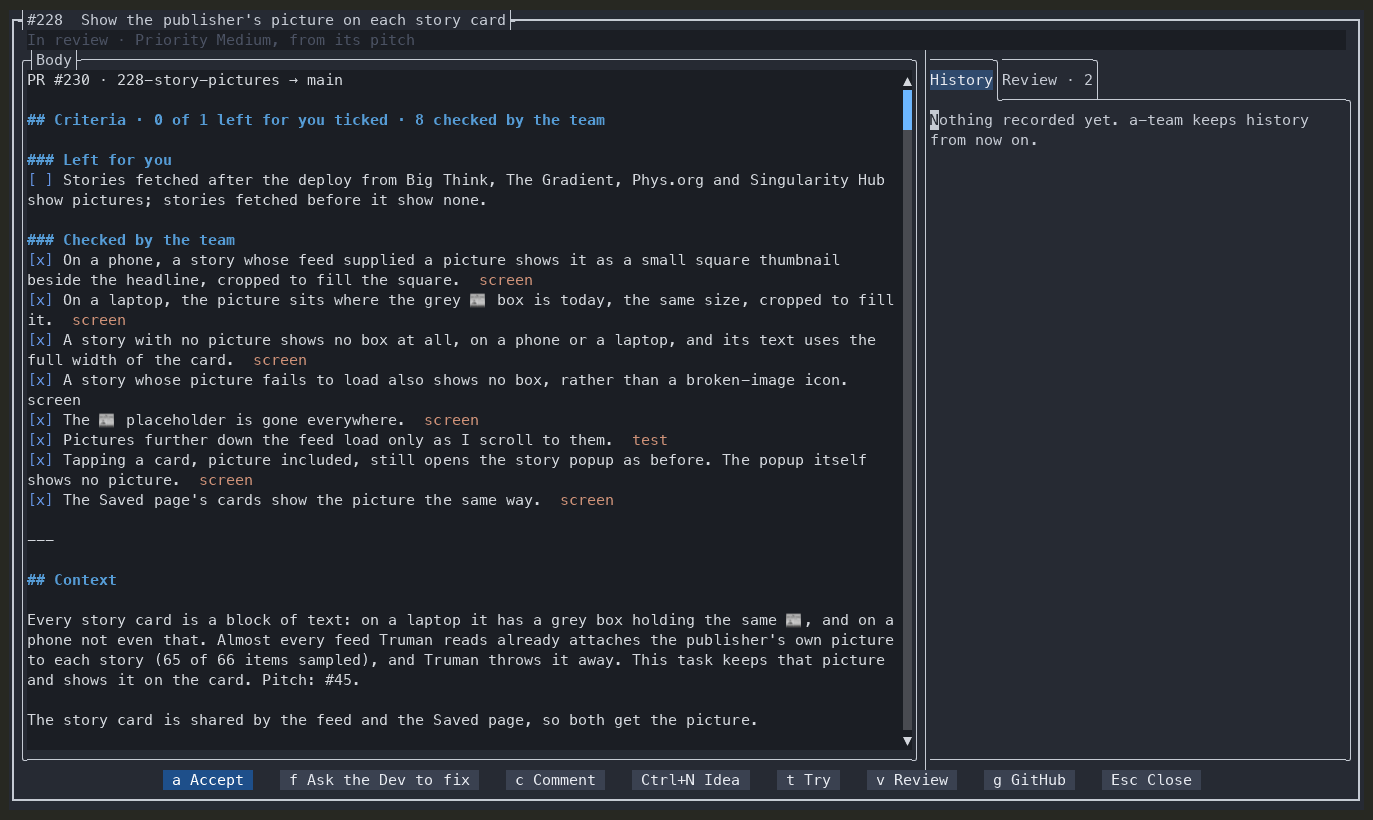 #228  Show the publisher's picture on each story card
In review · Priority Medium, from its pitch
Body
PR #230 · 228-story-pictures → main
## Criteria · 0 of 1 left for you ticked · 8 checked by the team
### Left for you
[ ] Stories fetched after the deploy from Big Think, The Gradient, Phys.org and Singularity Hub
show pictures; stories fetched before it show none.
### Checked by the team
[x] On a phone, a story whose feed supplied a picture shows it as a small square thumbnail
beside the headline, cropped to fill the square.  screen
[x] On a laptop, the picture sits where the grey 📰 box is today, the same size, cropped to fill
it.  screen
[x] A story with no picture shows no box at all, on a phone or a laptop, and its text uses the
full width of the card.  screen
[x] A story whose picture fails to load also shows no box, rather than a broken-image icon.
screen
[x] The 📰 placeholder is gone everywhere.  screen
[x] Pictures further down the feed load only as I scroll to them.  test
[x] Tapping a card, picture included, still opens the story popup as before. The popup itself
shows no picture.  screen
[x] The Saved page's cards show the picture the same way.  screen
---
## Context
Every story card is a block of text: on a laptop it has a grey box holding the same 📰, and on a
phone not even that. Almost every feed Truman reads already attaches the publisher's own picture
to each story (65 of 66 items sampled), and Truman throws it away. This task keeps that picture
and shows it on the card. Pitch: #45.
The story card is shared by the feed and the Saved page, so both get the picture.
History
Review · 2
Nothing recorded yet. a-team keeps history
from now on.
a Accept
f Ask the Dev to fix
c Comment
Ctrl+N Idea
t Try
v Review
g GitHub
Esc Close